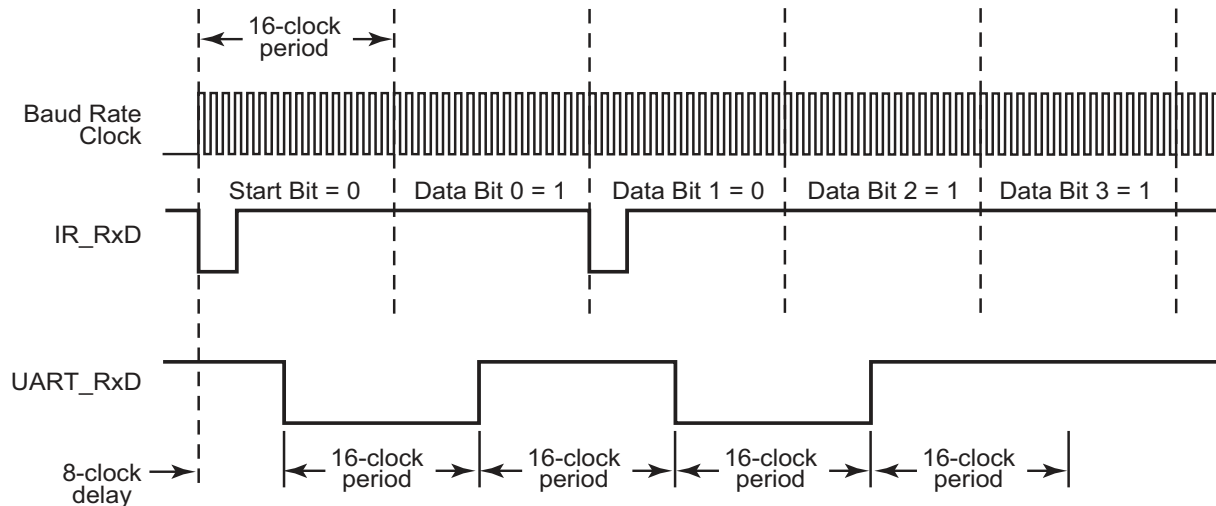 16-clock
period
Baud Rate
Clock
Start Bit = 0
Data Bit 0 = 1
Data Bit 1 = 0
Data Bit 2 = 1
Data Bit 3 = 1
IR_RxD
UART_RxD
8-clock
delay
16-clock
period
16-clock
period
16-clock
period
16-clock
period